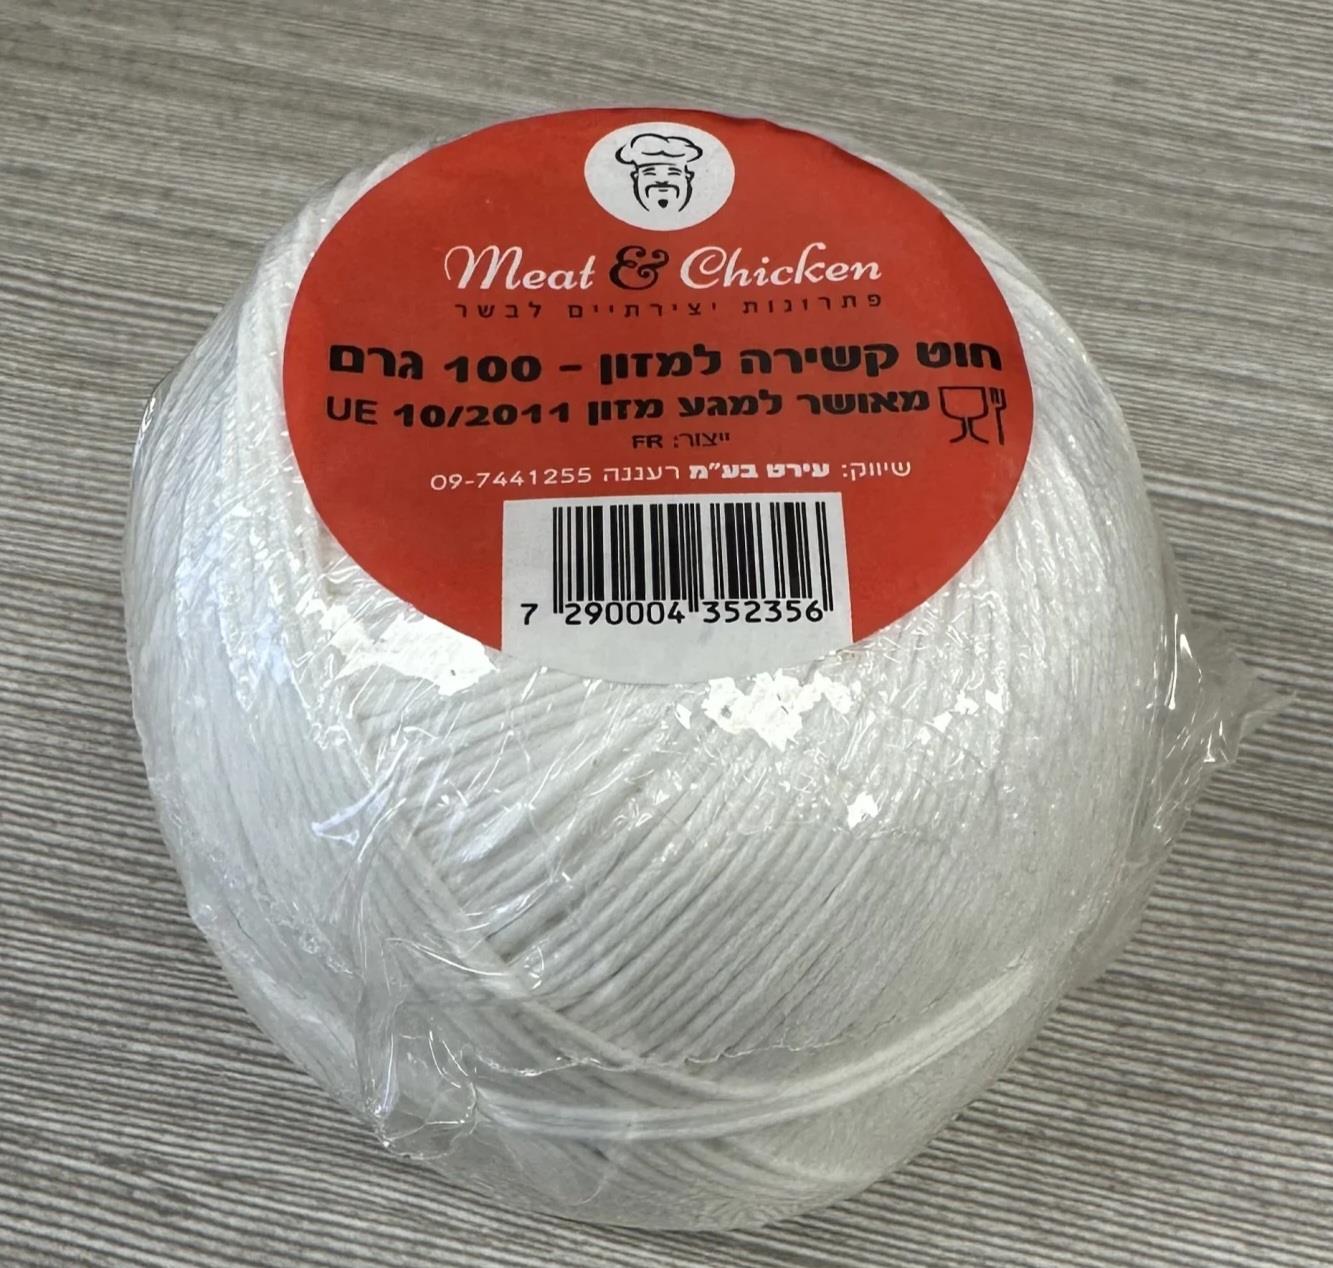 Meat & Chicken
פתרונות יצירתיים לבשר
חוט קשירה למזון - 100 גרם
מאושר למגע מזון UE 10/2011
ייצור: FR
שיווק: עירט בע"מ רעננה 09-7441255
7 290004 352356